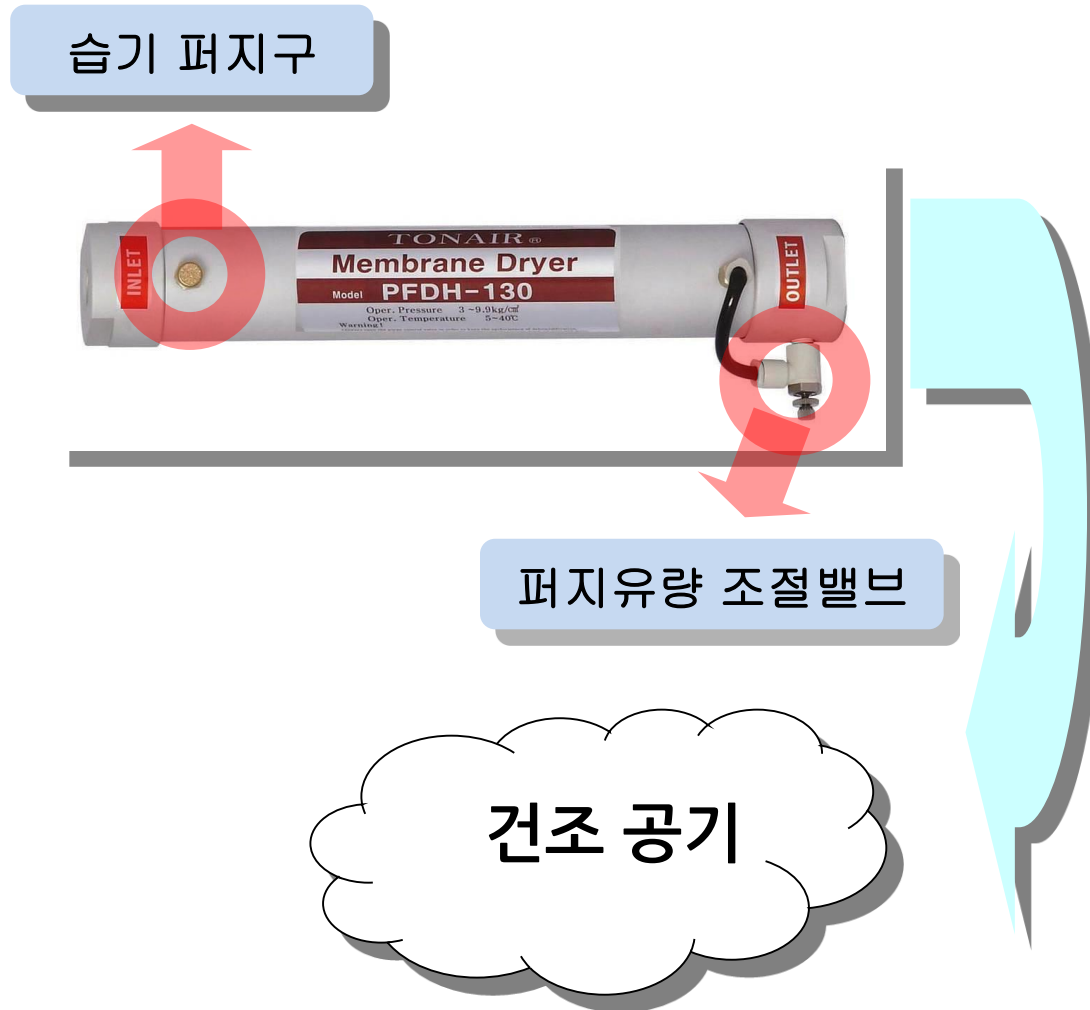 습기 퍼지구
INLET
TONAIR ®
Membrane Dryer
Model PFDH-130
Oper. Pressure 3~9.9kg/㎠
Oper. Temperature 5~40℃
Warning!
OUTLET
퍼지유량 조절밸브
건조 공기